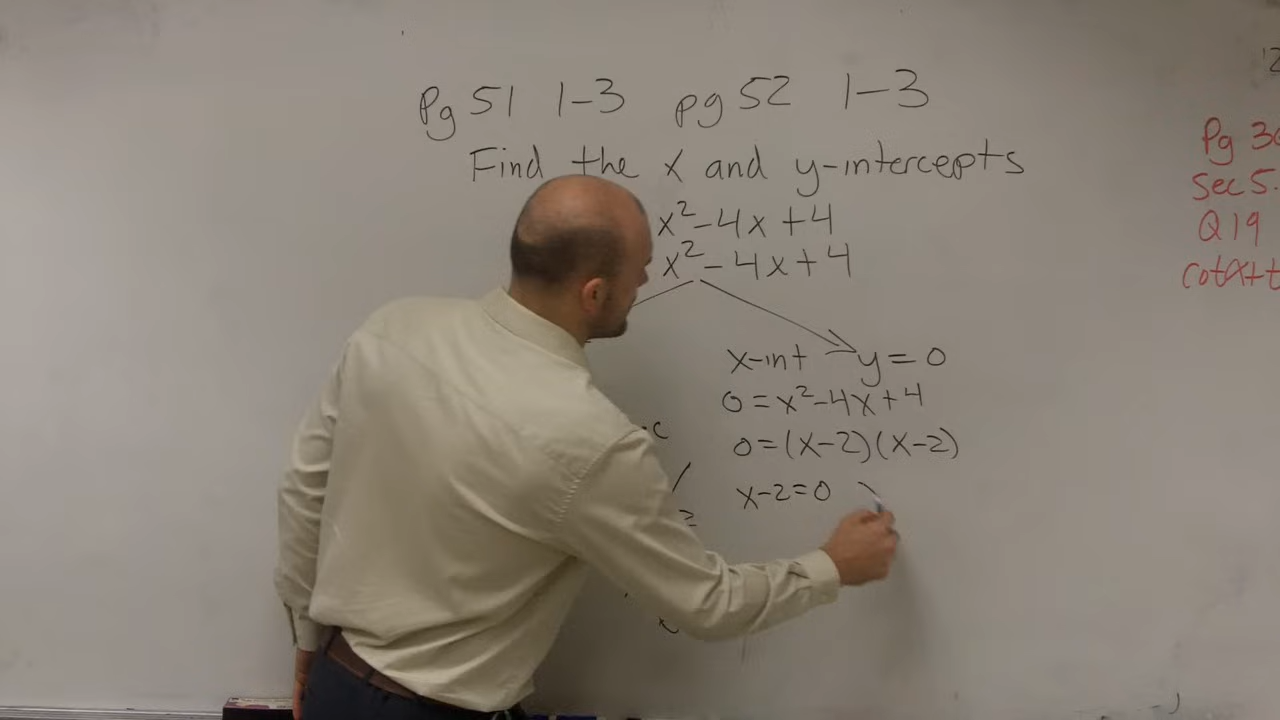 Pg 51 1-3 pg 52 1-3
Find the x and y-intercepts
x²-4x+4
x²-4x+4
x-int y=0
0=x²-4x+4
0=(x-2)(x-2)
x-2=0
Pg
Sec 5.
Q19